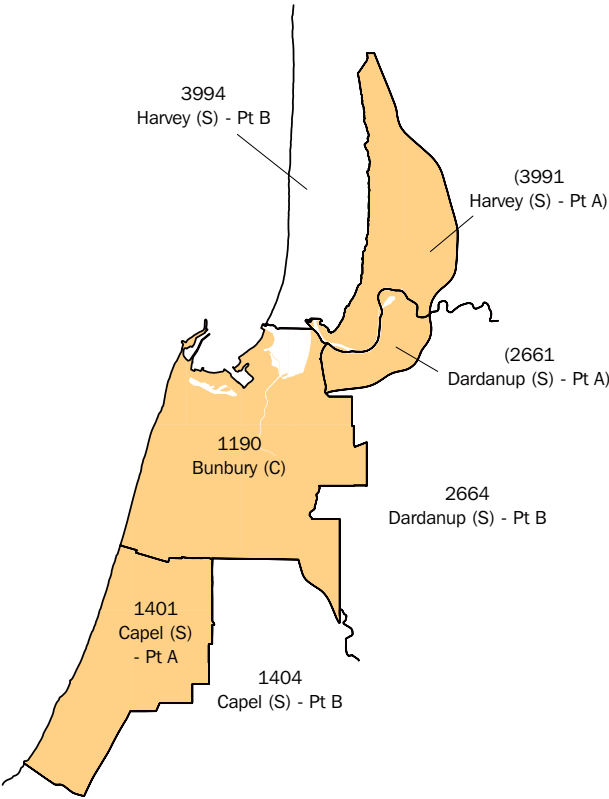 3994
Harvey (S) - Pt B
(3991
Harvey (S) - Pt A)
(2661
Dardanup (S) - Pt A)
1190
Bunbury (C)
2664
Dardanup (S) - Pt B
1401
Capel (S)
- Pt A
1404
Capel (S) - Pt B